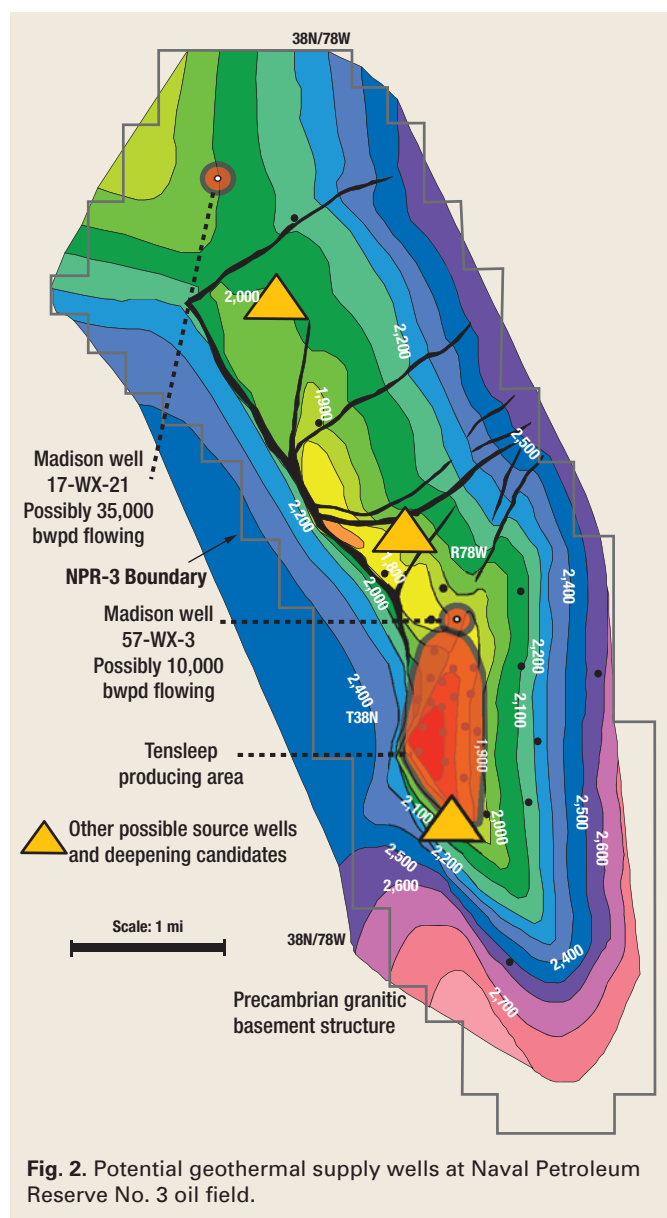 38N/78W
2,000
2,200
1,900
2,500
Madison well
17-WX-21
Possibly 35,000
bwpd flowing
2,200
1,800
R78W
NPR-3 Boundary
2,000
2,400
Madison well
57-WX-3
Possibly 10,000
bwpd flowing
2,200
2,400
T38N
2,100
1,900
Tensleep
producing area
2,100
2,000
2,500
2,600
Other possible source wells
and deepening candidates
2,200
2,500
2,600
Scale: 1 mi
38N/78W
2,400
2,700
Precambrian granitic
basement structure
Fig. 2. Potential geothermal supply wells at Naval Petroleum
Reserve No. 3 oil field.